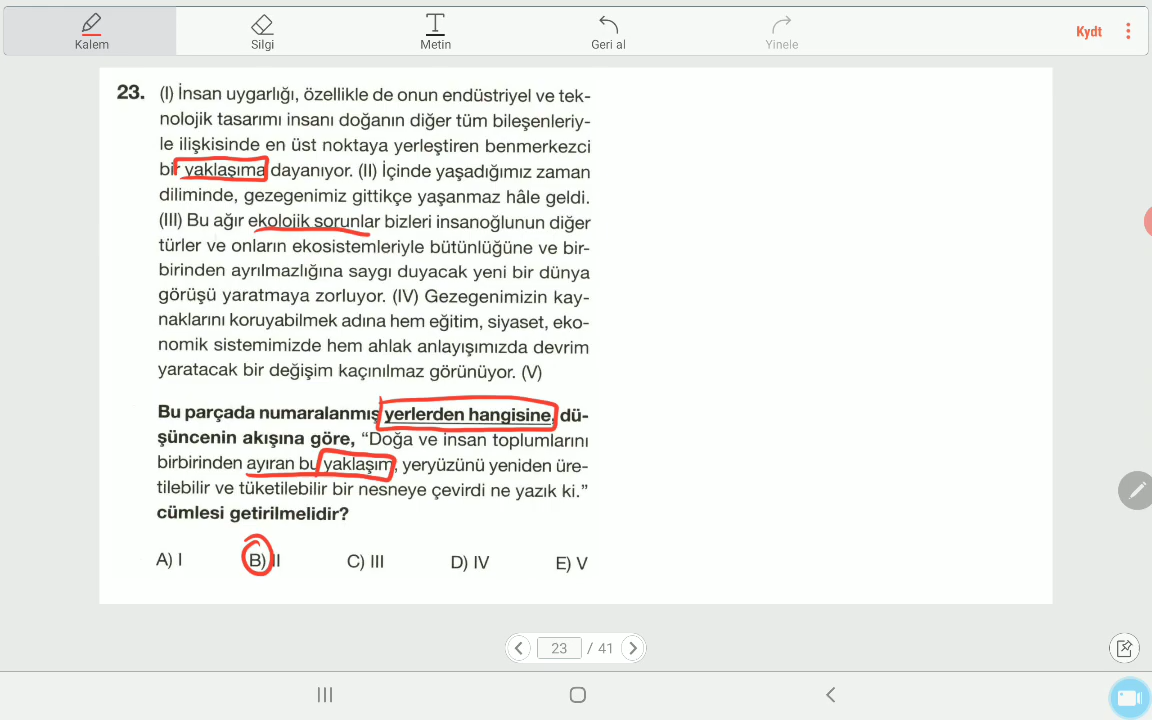 Kalem
Silgi
Metin
Geri al
Yinele
Kydt
23. (I) İnsan uygarlığı, özellikle de onun endüstriyel ve tek-
nolojik tasarımı insanı doğanın diğer tüm bileşenleriy-
le ilişkisinde en üst noktaya yerleştiren benmerkezci
bir yaklaşıma dayanıyor. (II) İçinde yaşadığımız zaman
diliminde, gezegenimiz gittikçe yaşanmaz hâle geldi.
(III) Bu ağır ekolojik sorunlar bizleri insanoğlunun diğer
türler ve onların ekosistemleriyle bütünlüğüne ve bir-
birinden ayrılmazlığına saygı duyacak yeni bir dünya
görüşü yaratmaya zorluyor. (IV) Gezegenimizin kay-
naklarını koruyabilmek adına hem eğitim, siyaset, eko-
nomik sistemimizde hem ahlak anlayışımızda devrim
yaratacak bir değişim kaçınılmaz görünüyor. (V)
Bu parçada numaralanmış yerlerden hangisine, dü-
şüncenin akışına göre, “Doğa ve insan toplumlarını
birbirinden ayıran bu yaklaşım, yeryüzünü yeniden üre-
tilebilir ve tüketilebilir bir nesneye çevirdi ne yazık ki.”
cümlesi getirilmelidir?
A) I B) II C) III D) IV E) V
23 / 41